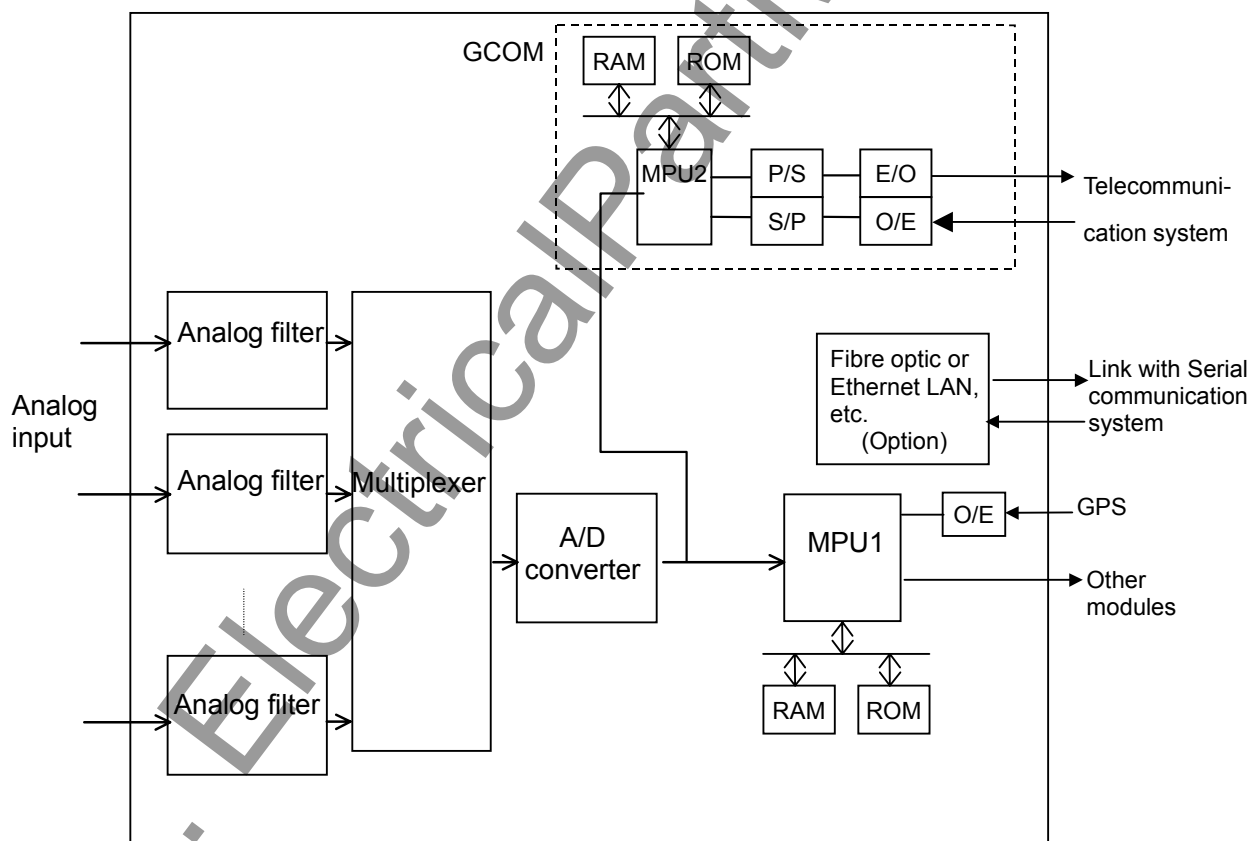 GCOM
RAM
ROM
MPU2
P/S
E/O
S/P
O/E
Telecommuni-
cation system
Analog filter
Analog filter
Analog filter
Analog
input
Multiplexer
A/D
converter
Fibre optic or
Ethernet LAN,
etc.
(Option)
Link with Serial
communication
system
MPU1
O/E
GPS
Other
modules
RAM
ROM
. ElectricalPart